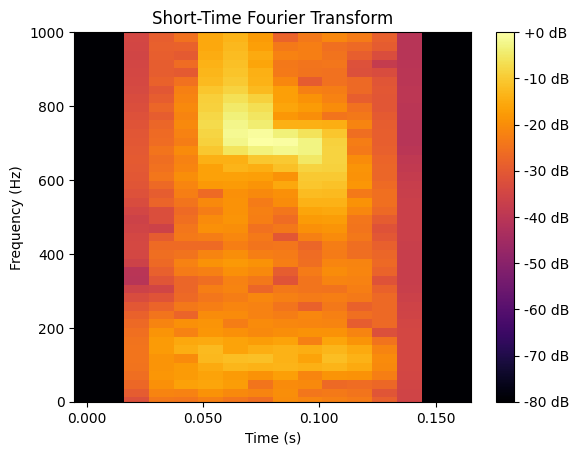 Short-Time Fourier Transform
1000
800
600
400
200
0
Frequency (Hz)
0.000
0.050
0.100
0.150
Time (s)
+0 dB
-10 dB
-20 dB
-30 dB
-40 dB
-50 dB
-60 dB
-70 dB
-80 dB